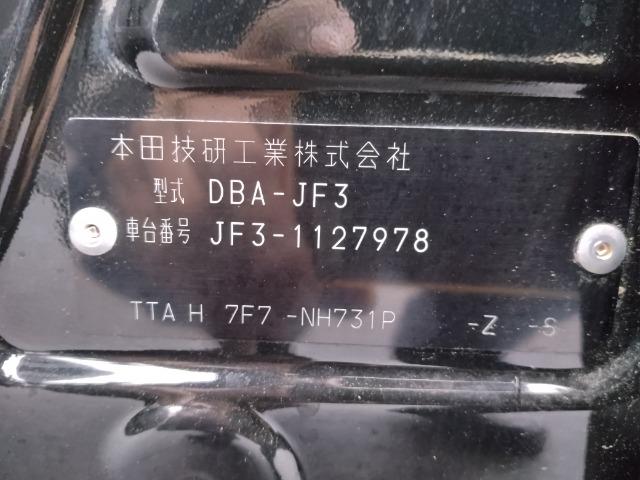 本田技研工業株式会社
型式 DBA-JF3
車台番号 JF3-1127978
TTA H 7F7 -NH731P -Z -S